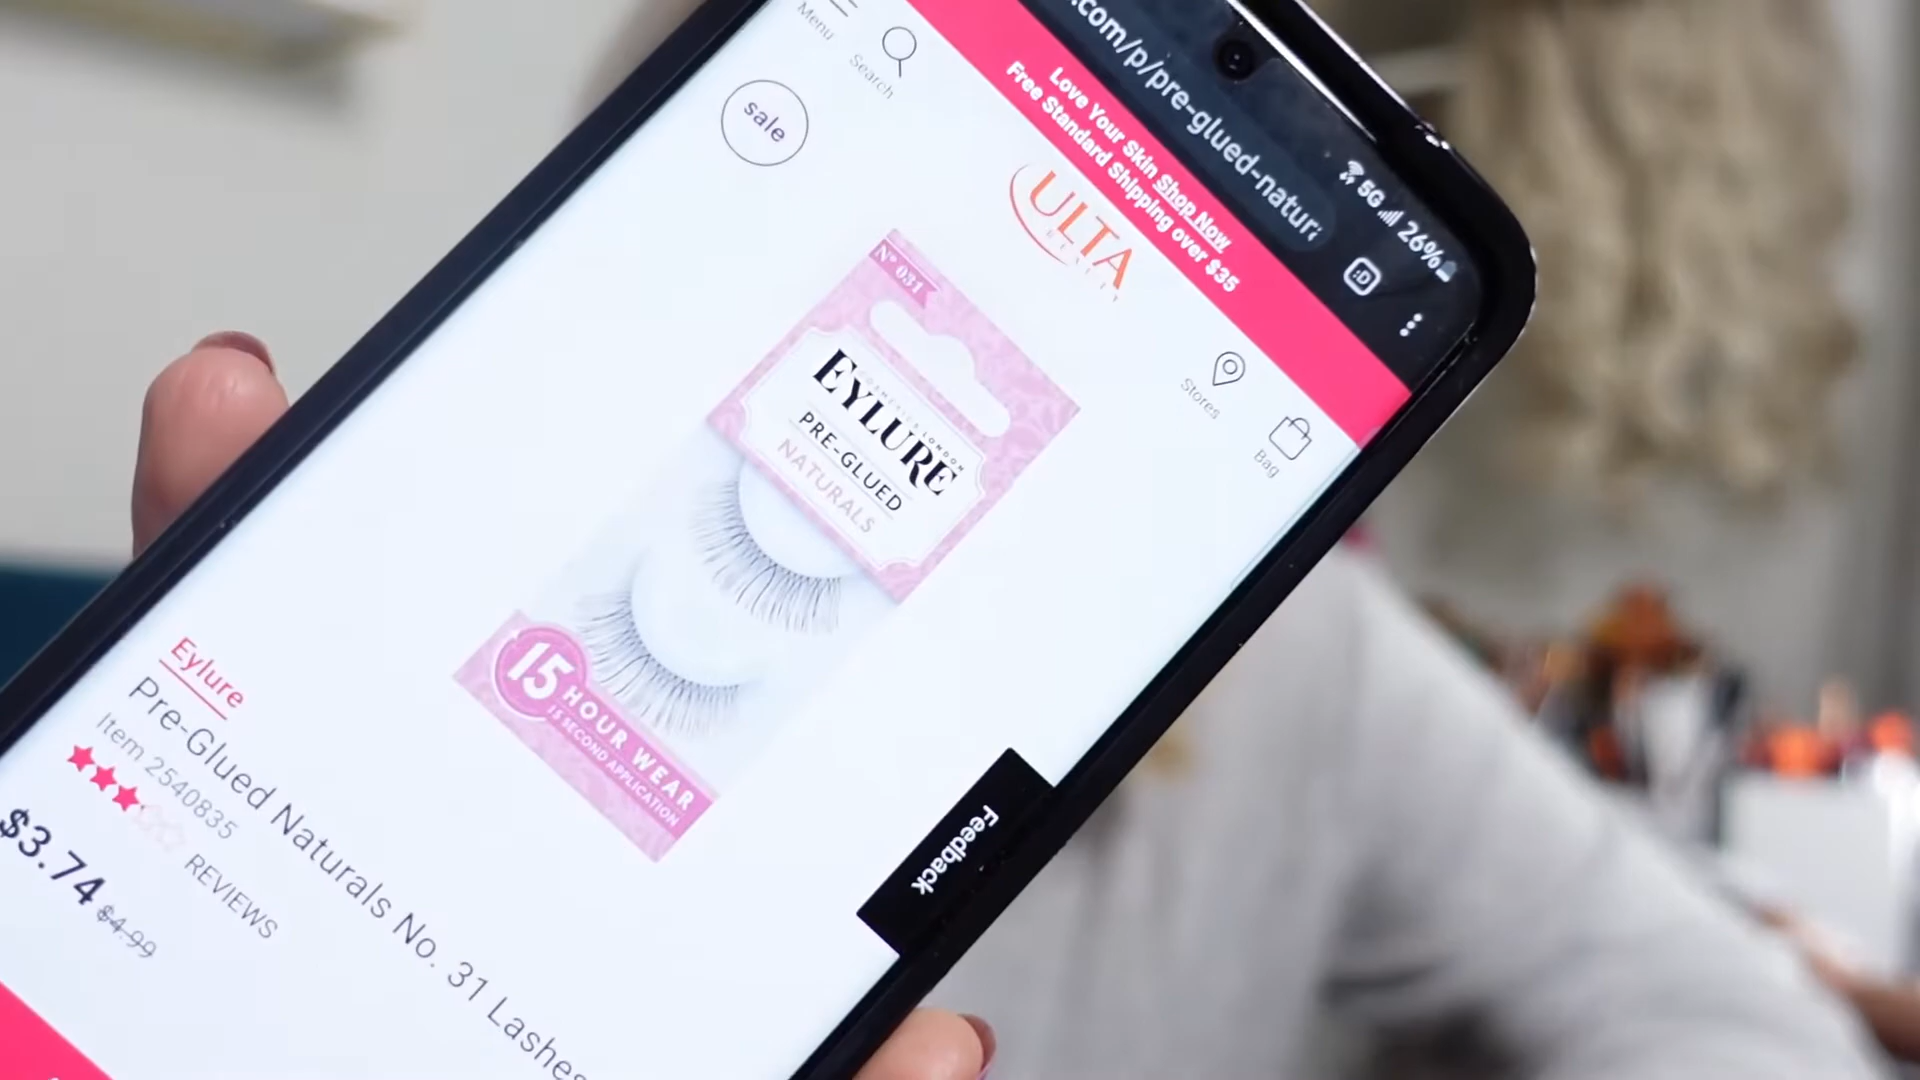 .com/p/pre-glued-natur
5G 26%
:D
Love Your Skin Shop Now
Free Standard Shipping over $35
Menu
Search
ULTA
BEAUTY
Stores
Bag
sale
Nº 031
EYLURE
LONDON
PRE-GLUED
NATURALS
15 HOUR WEAR
15 SECOND APPLICATION
Feedback
Eylure
Pre-Glued Naturals No. 31 Lashes
Item 2540835
REVIEWS
$3.74 $4.99